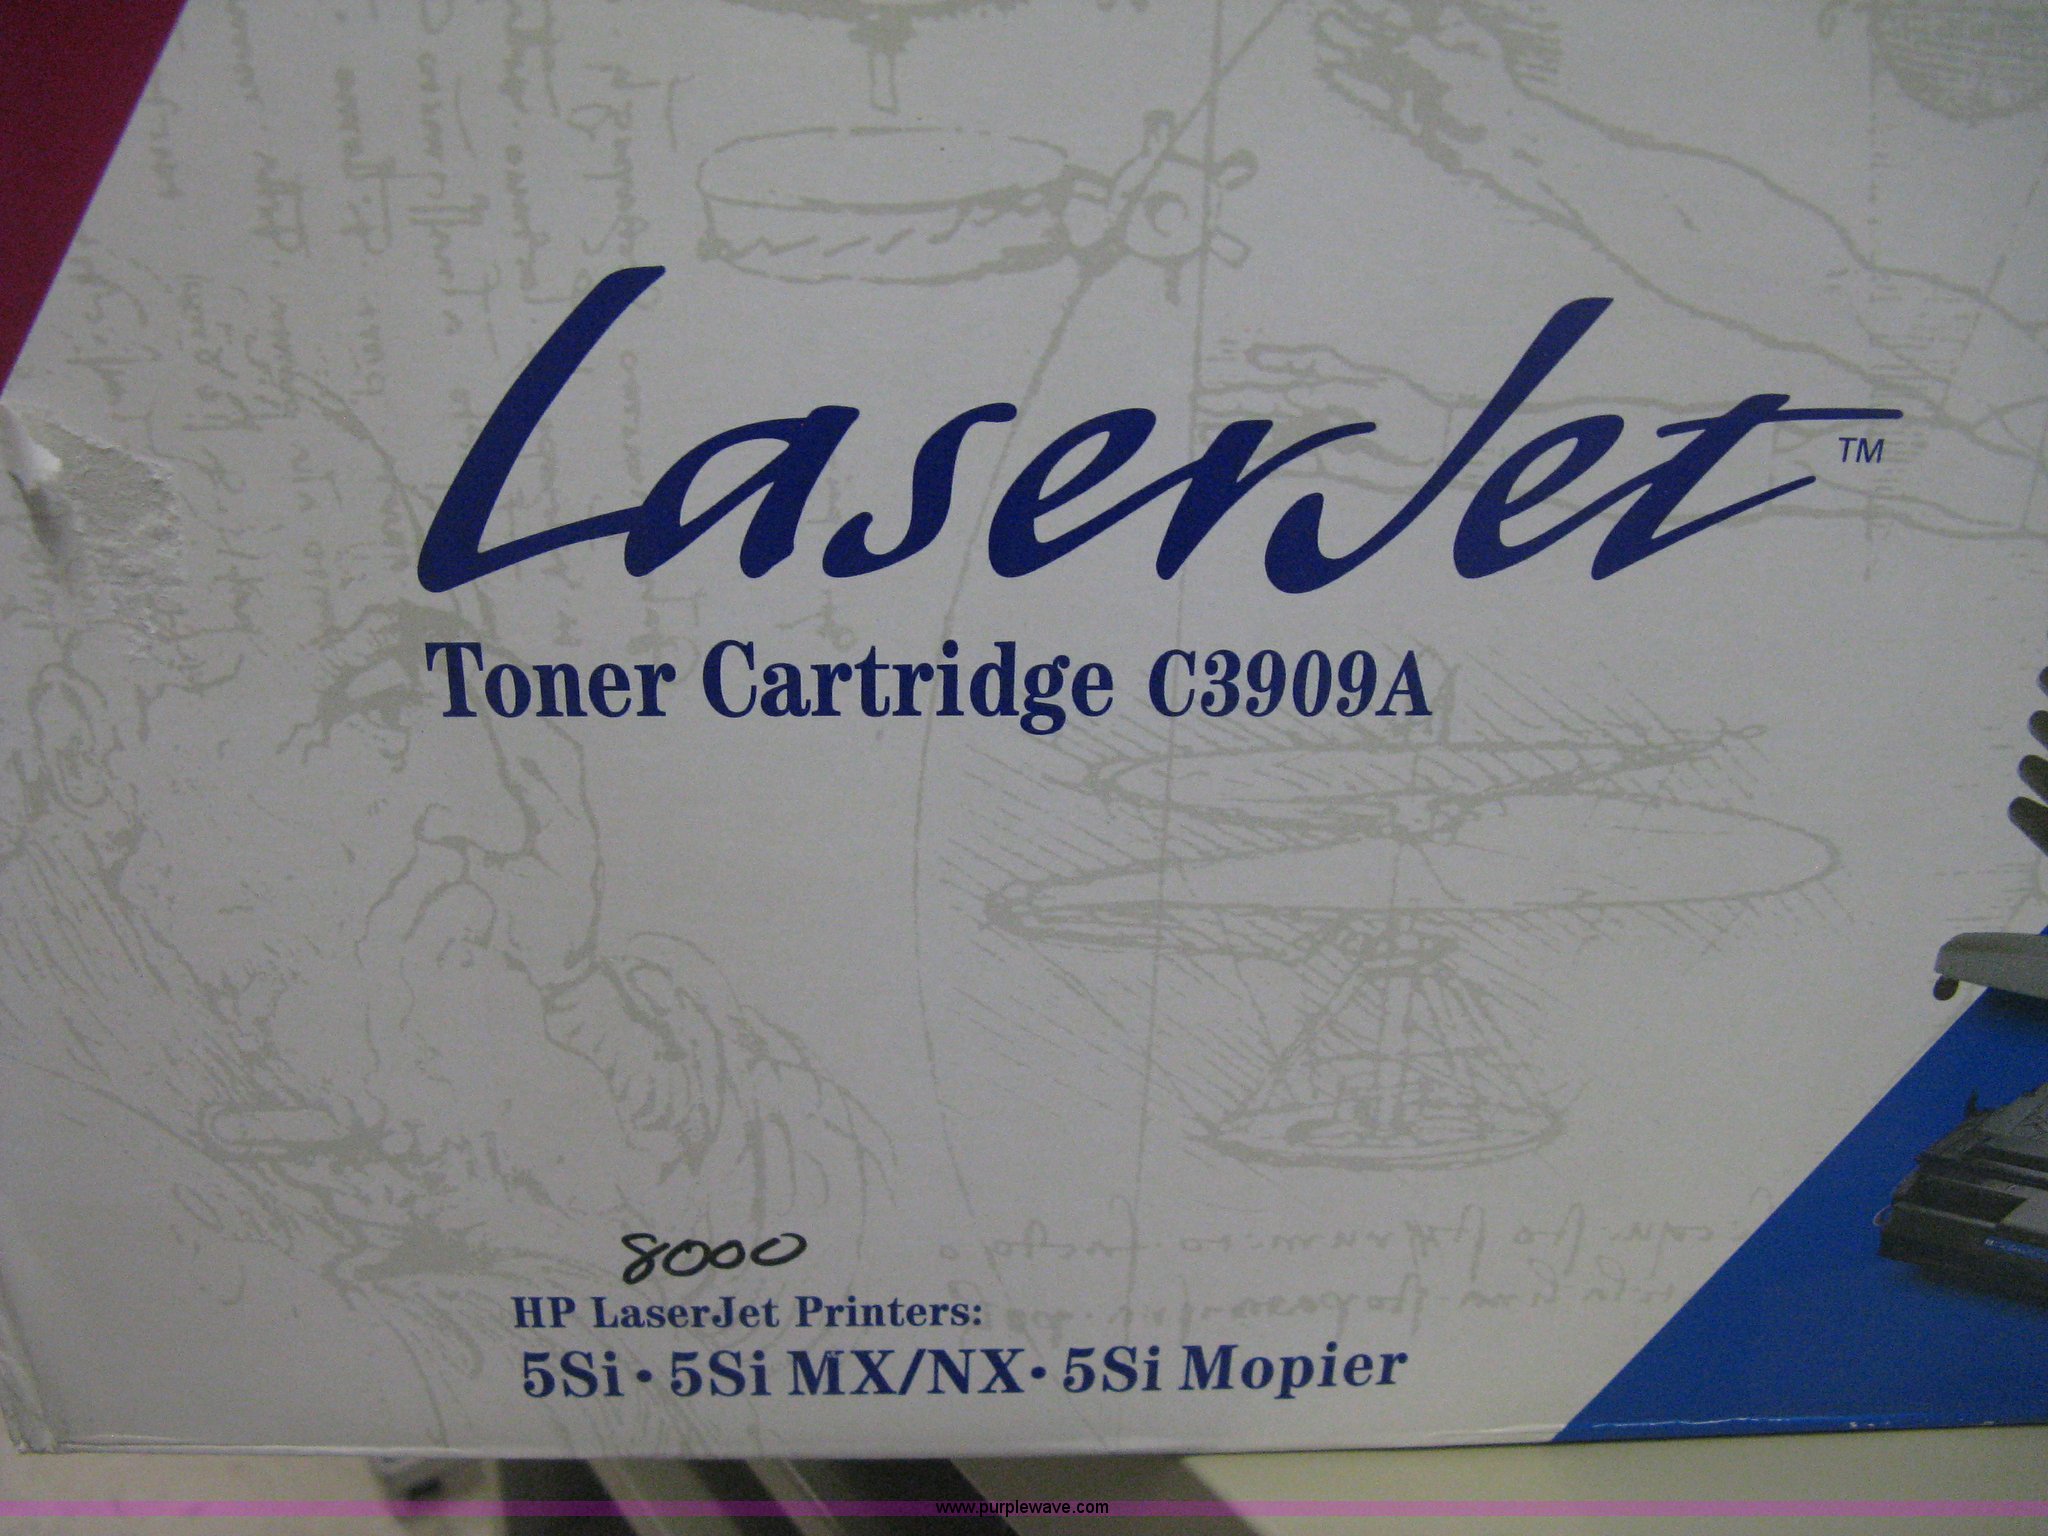 LaserJet™
Toner Cartridge C3909A
8000
HP LaserJet Printers:
5Si · 5Si MX/NX · 5Si Mopier
www.purplewave.com